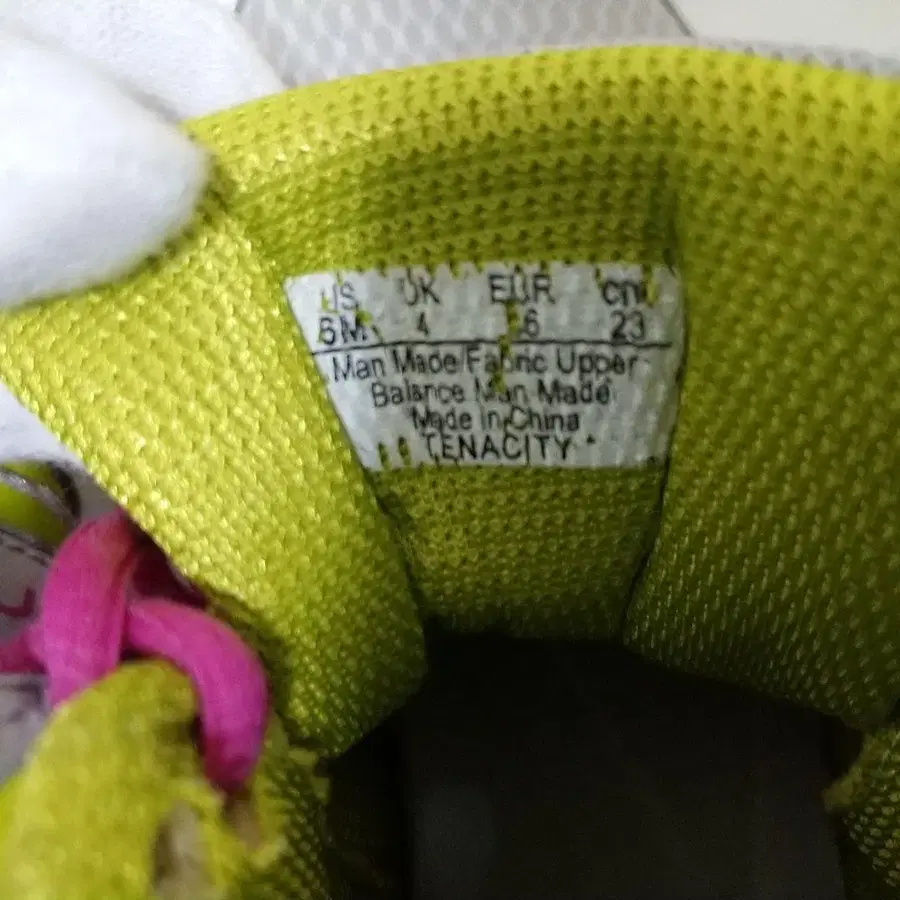 US UK EUR cm
6M 4 36 23
Man Made/Fabric Upper
Balance Man Made
Made In China
TENACITY